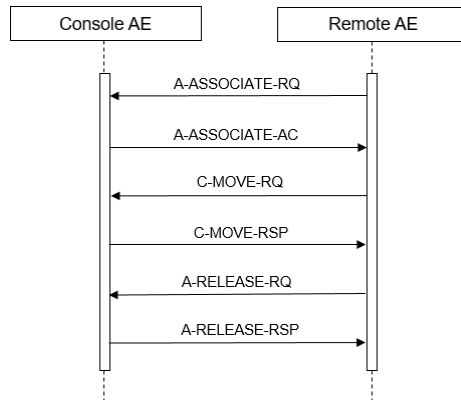 Console AE
Remote AE
A-ASSOCIATE-RQ
A-ASSOCIATE-AC
C-MOVE-RQ
C-MOVE-RSP
A-RELEASE-RQ
A-RELEASE-RSP